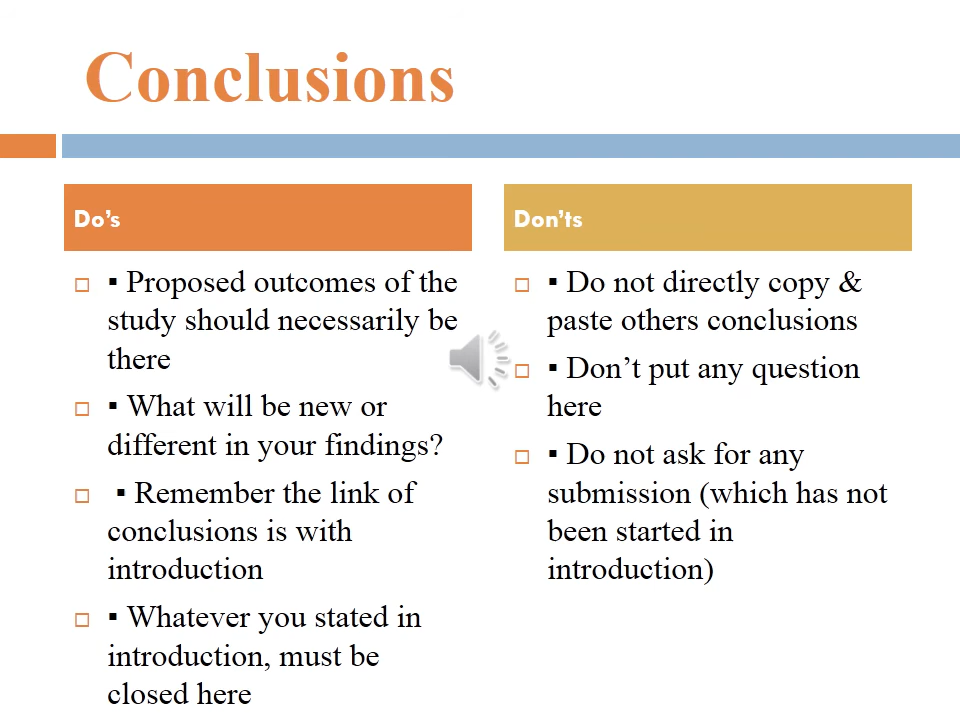 Conclusions
Do's
▪ Proposed outcomes of the
study should necessarily be
there
▪ What will be new or
different in your findings?
▪ Remember the link of
conclusions is with
introduction
▪ Whatever you stated in
introduction, must be
closed here
Don'ts
▪ Do not directly copy &
paste others conclusions
▪ Don't put any question
here
▪ Do not ask for any
submission (which has not
been started in
introduction)